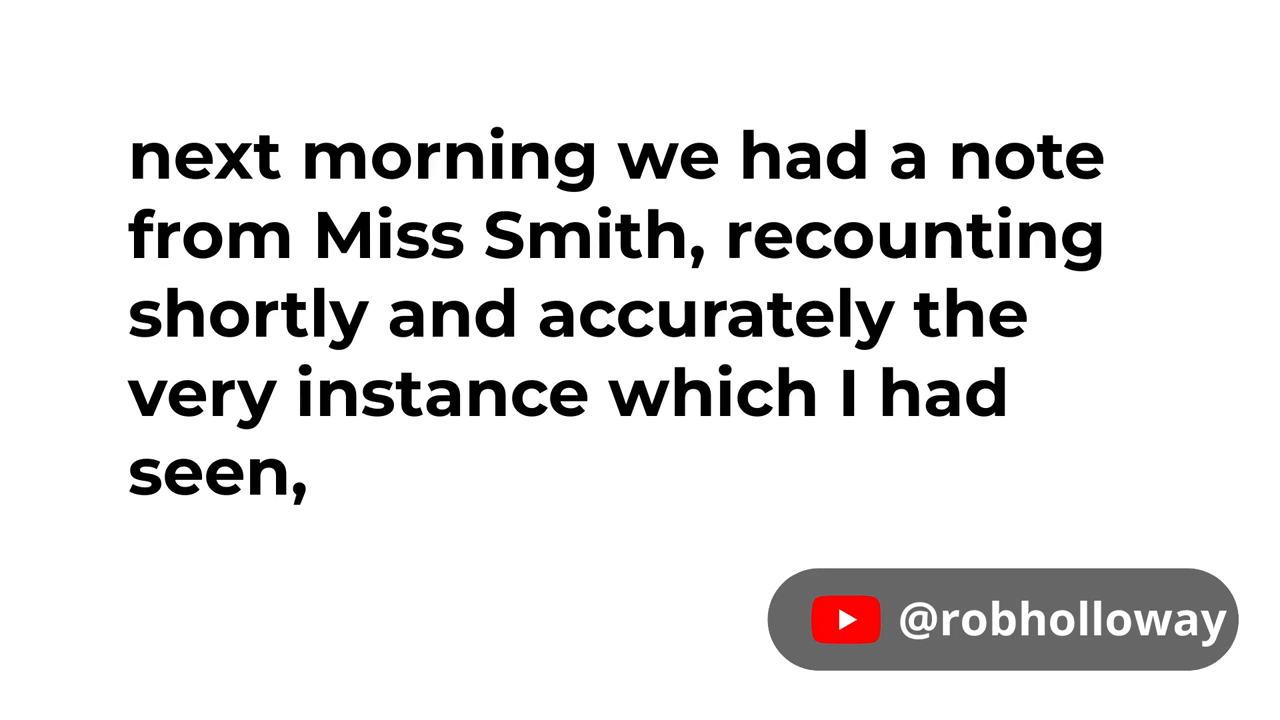 next morning we had a note
from Miss Smith, recounting
shortly and accurately the
very instance which I had
seen,
@robholloway